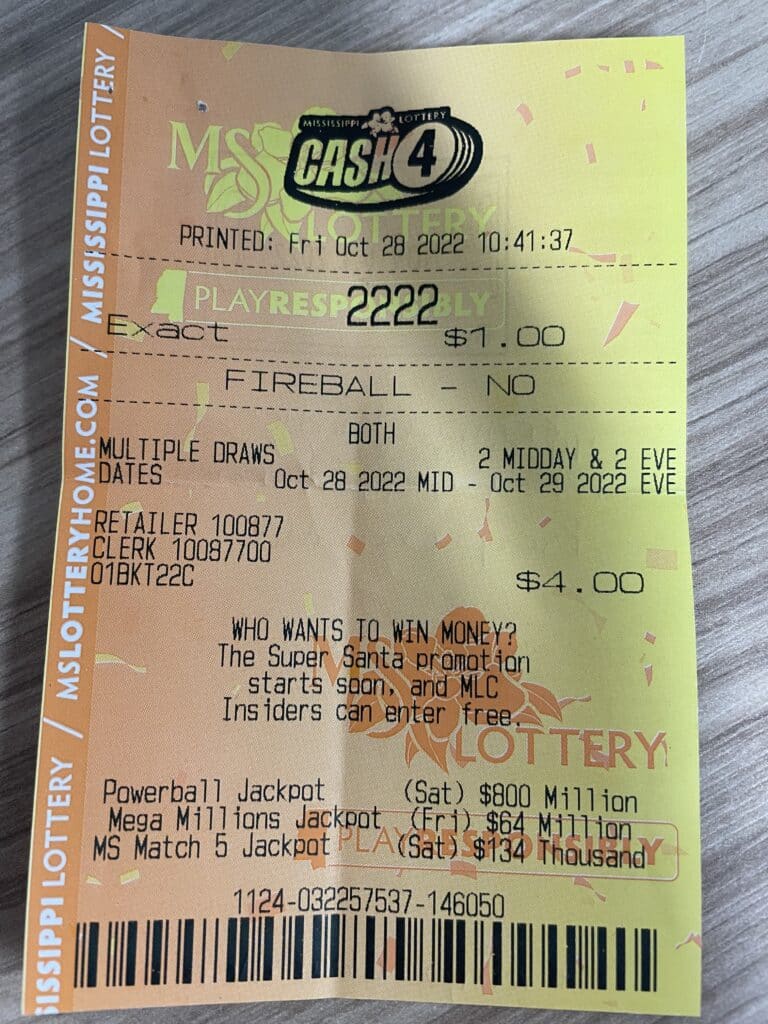 MISSISSIPPI LOTTERY
CASH 4
MS LOTTERY
PRINTED: Fri Oct 28 2022 10:41:37
PLAYRESPONSIBLY
2222
Exact $1.00
FIREBALL - NO
BOTH
MULTIPLE DRAWS 2 MIDDAY & 2 EVE
DATES Oct 28 2022 MID - Oct 29 2022 EVE
RETAILER 100877
CLERK 10087700
01BKT22C $4.00
WHO WANTS TO WIN MONEY?
The Super Santa promotion
starts soon, and MLC
Insiders can enter free.
MS LOTTERY
Powerball Jackpot (Sat) $800 Million
Mega Millions Jackpot (Fri) $64 Million
PLAYRESPONSIBLY
MS Match 5 Jackpot (Sat) $134 Thousand
1124-032257537-146050
SISSIPPI LOTTERY / MSLOTTERYHOME.COM / MISSISSIPPI LOTTERY /